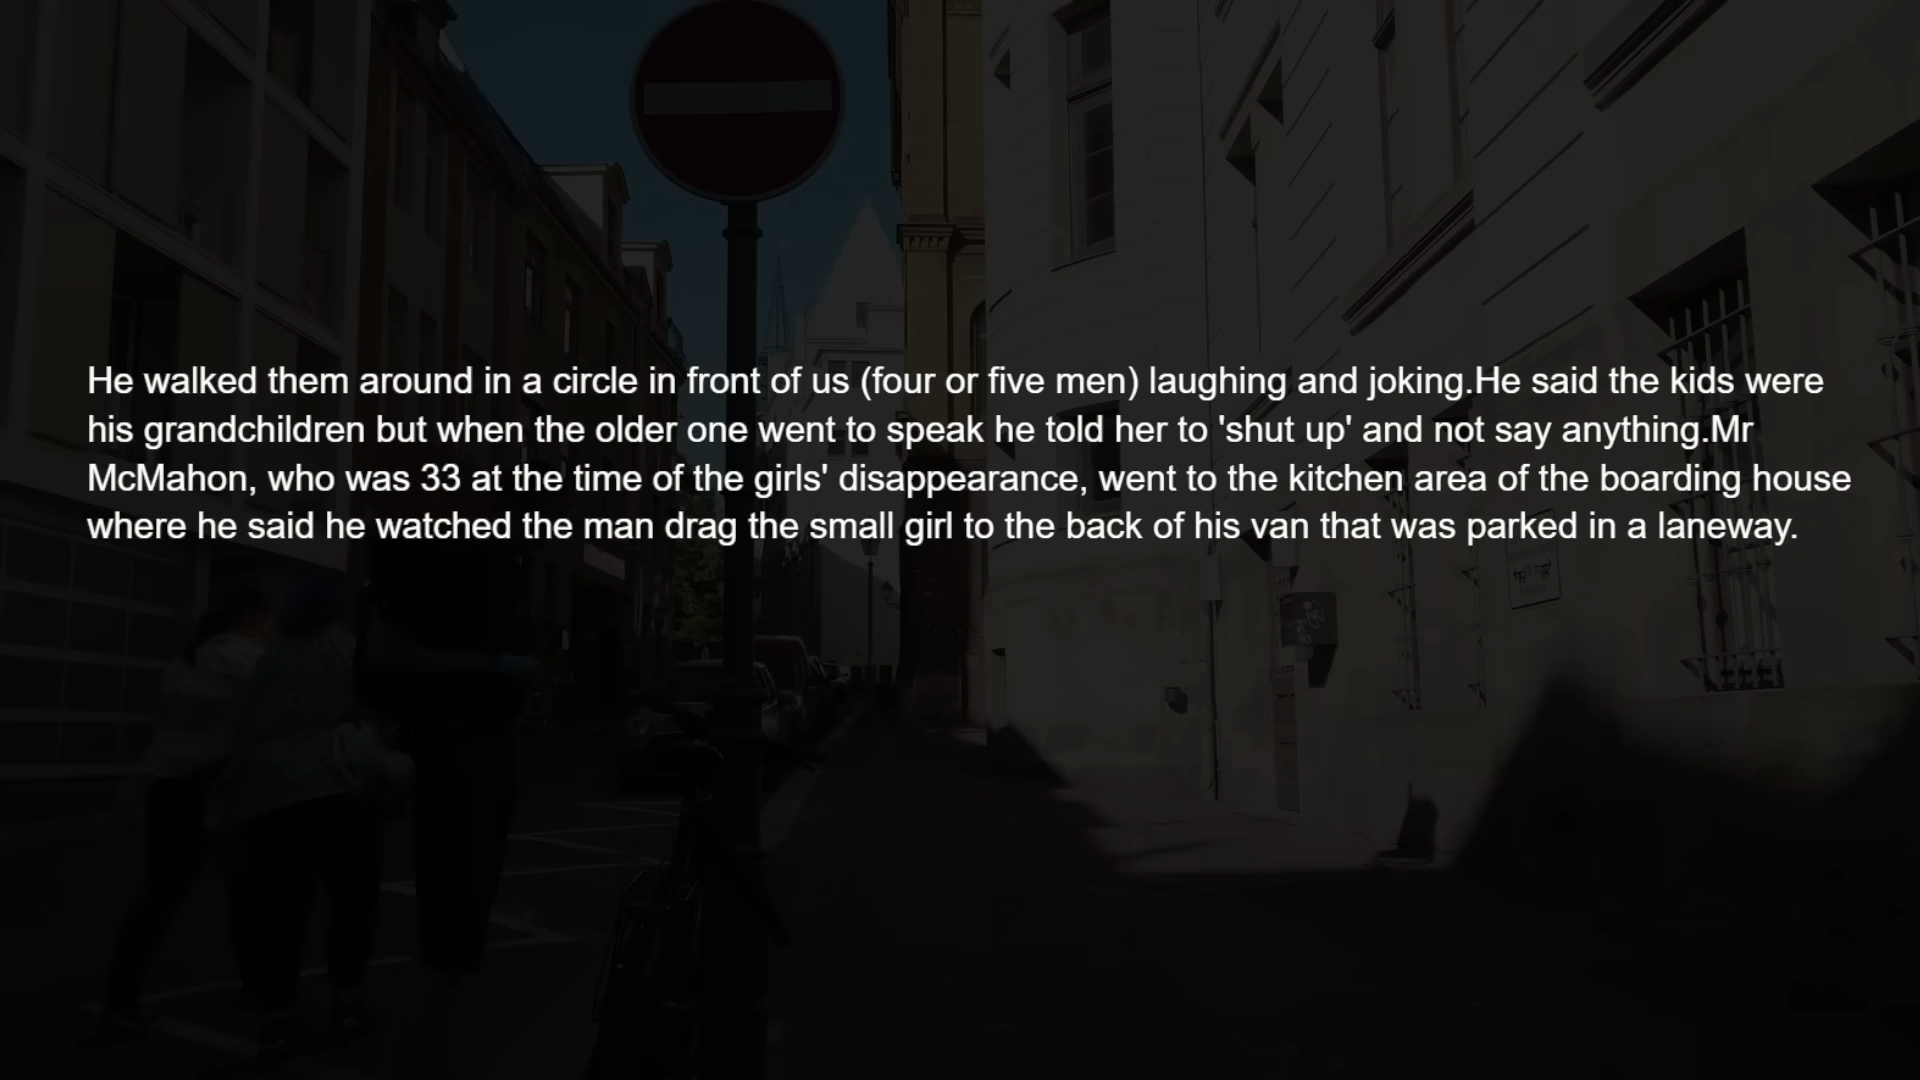 He walked them around in a circle in front of us (four or five men) laughing and joking.He said the kids were
his grandchildren but when the older one went to speak he told her to 'shut up' and not say anything.Mr
McMahon, who was 33 at the time of the girls' disappearance, went to the kitchen area of the boarding house
where he said he watched the man drag the small girl to the back of his van that was parked in a laneway.